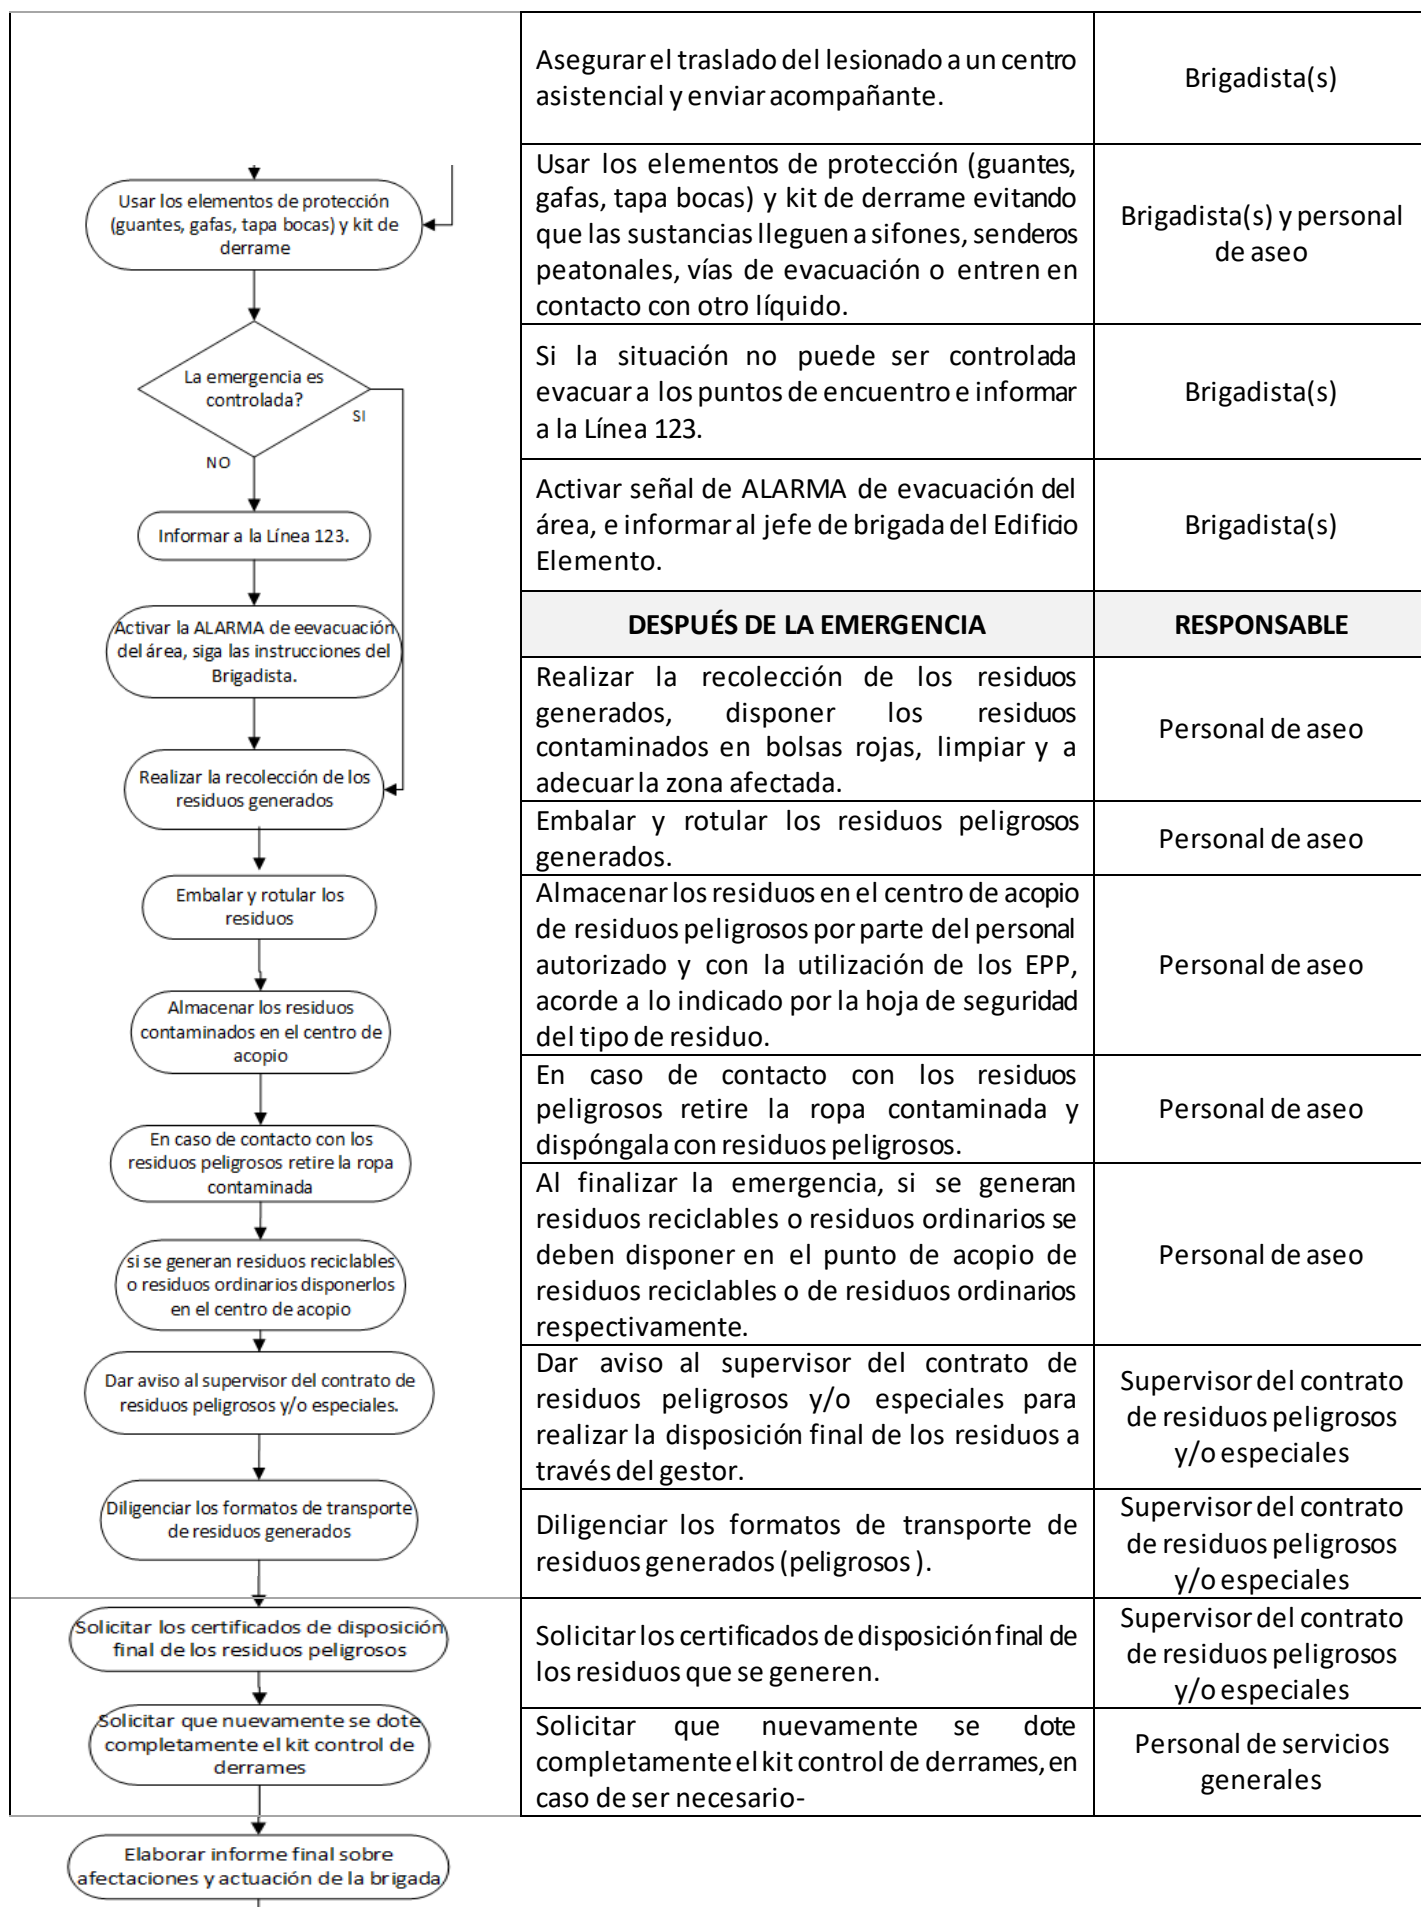 Asegurar el traslado del lesionado a un centro
asistencial y enviar acompañante.
Brigadista(s)
Usar los elementos de protección
(guantes, gafas, tapa bocas) y kit de
derrame
Usar los elementos de protección (guantes,
gafas, tapa bocas) y kit de derrame evitando
que las sustancias lleguen a sifones, senderos
peatonales, vías de evacuación o entren en
contacto con otro líquido.
Brigadista(s) y personal
de aseo
La emergencia es
controlada?
SI
NO
Si la situación no puede ser controlada
evacuar a los puntos de encuentro e informar
a la Línea 123.
Brigadista(s)
Informar a la Línea 123.
Activar señal de ALARMA de evacuación del
área, e informar al jefe de brigada del Edificio
Elemento.
Brigadista(s)
DESPUÉS DE LA EMERGENCIA
RESPONSABLE
Activar la ALARMA de eevacuación
del área, siga las instrucciones del
Brigadista.
Realizar la recolección de los residuos
generados, disponer los residuos
contaminados en bolsas rojas, limpiar y a
adecuar la zona afectada.
Personal de aseo
Realizar la recolección de los
residuos generados
Embalar y rotular los residuos peligrosos
generados.
Personal de aseo
Embalar y rotular los
residuos
Almacenar los residuos en el centro de acopio
de residuos peligrosos por parte del personal
autorizado y con la utilización de los EPP,
acorde a lo indicado por la hoja de seguridad
del tipo de residuo.
Personal de aseo
Almacenar los residuos
contaminados en el centro de
acopio
En caso de contacto con los residuos
peligrosos retire la ropa contaminada y
dispóngala con residuos peligrosos.
Personal de aseo
En caso de contacto con los
residuos peligrosos retire la ropa
contaminada
Al finalizar la emergencia, si se generan
residuos reciclables o residuos ordinarios se
deben disponer en el punto de acopio de
residuos reciclables o de residuos ordinarios
respectivamente.
Personal de aseo
si se generan residuos reciclables
o residuos ordinarios disponerlos
en el centro de acopio
Dar aviso al supervisor del contrato de
residuos peligrosos y/o especiales para
realizar la disposición final de los residuos a
través del gestor.
Supervisor del contrato
de residuos peligrosos
y/o especiales
Dar aviso al supervisor del contrato de
residuos peligrosos y/o especiales.
Diligenciar los formatos de transporte de
residuos generados (peligrosos ).
Supervisor del contrato
de residuos peligrosos
y/o especiales
Diligenciar los formatos de transporte
de residuos generados
Solicitar los certificados de disposición
final de los residuos peligrosos
Solicitar los certificados de disposición final de
los residuos que se generen.
Supervisor del contrato
de residuos peligrosos
y/o especiales
Solicitar que nuevamente se dote
completamente el kit control de
derrames
Solicitar que nuevamente se dote
completamente el kit control de derrames, en
caso de ser necesario-
Personal de servicios
generales
Elaborar informe final sobre
afectaciones y actuación de la brigada